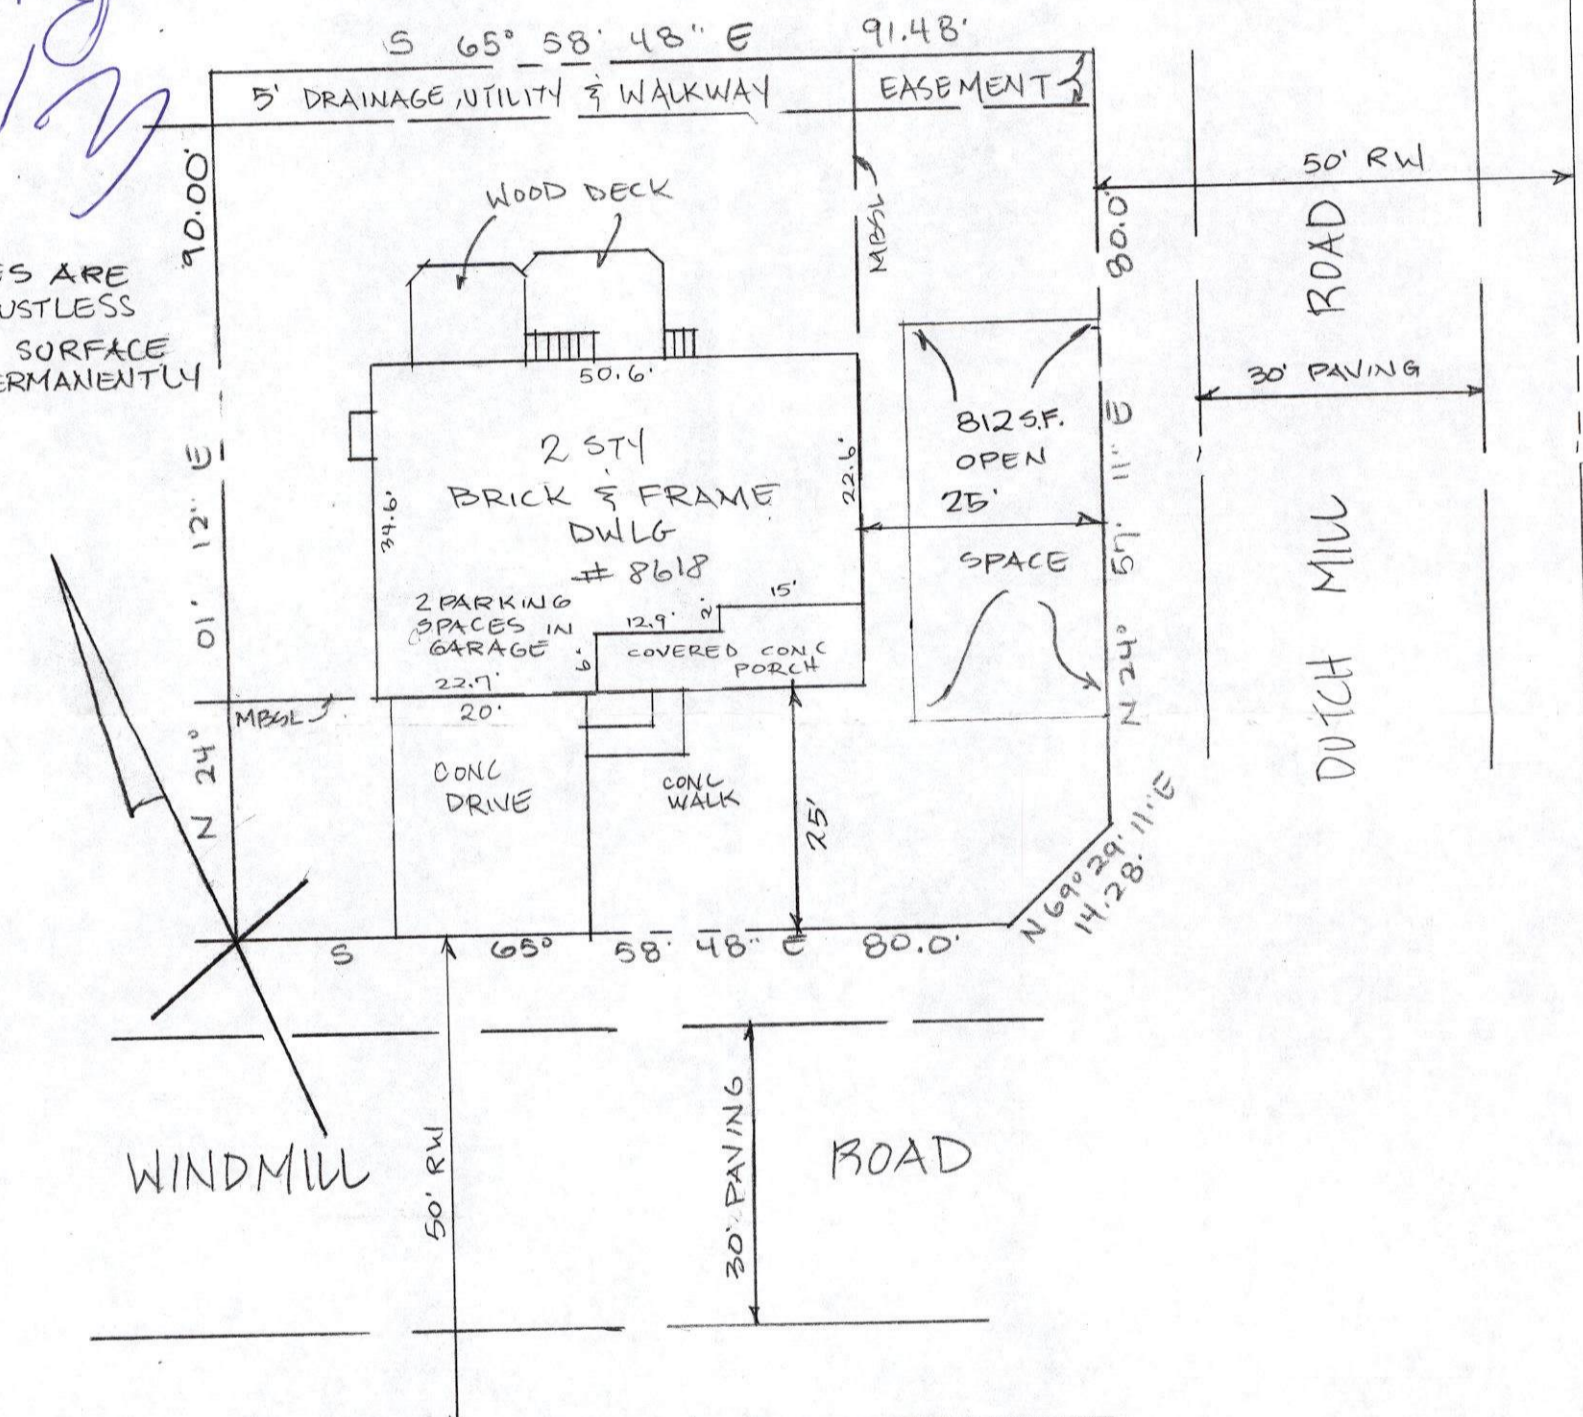 S 65° 58' 48" E 91.48'
5' DRAINAGE, UTILITY & WALKWAY EASEMENT
90.00'
N 24° 01' 12" E
ES ARE
USTLESS
SURFACE
ERMANENTLY
WOOD DECK
MBSL
80.0'
N 24° 57' 11" E
50' RW
30' PAVING
DUTCH MILL ROAD
50.6'
34.6'
22.6'
2 STY
BRICK & FRAME
DWLG
# 8618
2 PARKING
SPACES IN
GARAGE
22.7'
6'
12.9'
2'
15'
COVERED CONC
PORCH
812 S.F.
OPEN
25'
SPACE
MBSL
20'
CONC
DRIVE
CONC
WALK
25'
N 69° 29' 11" E
14.28'
S 65° 58' 48" E 80.0'
WINDMILL ROAD
50' RW
30' PAVING